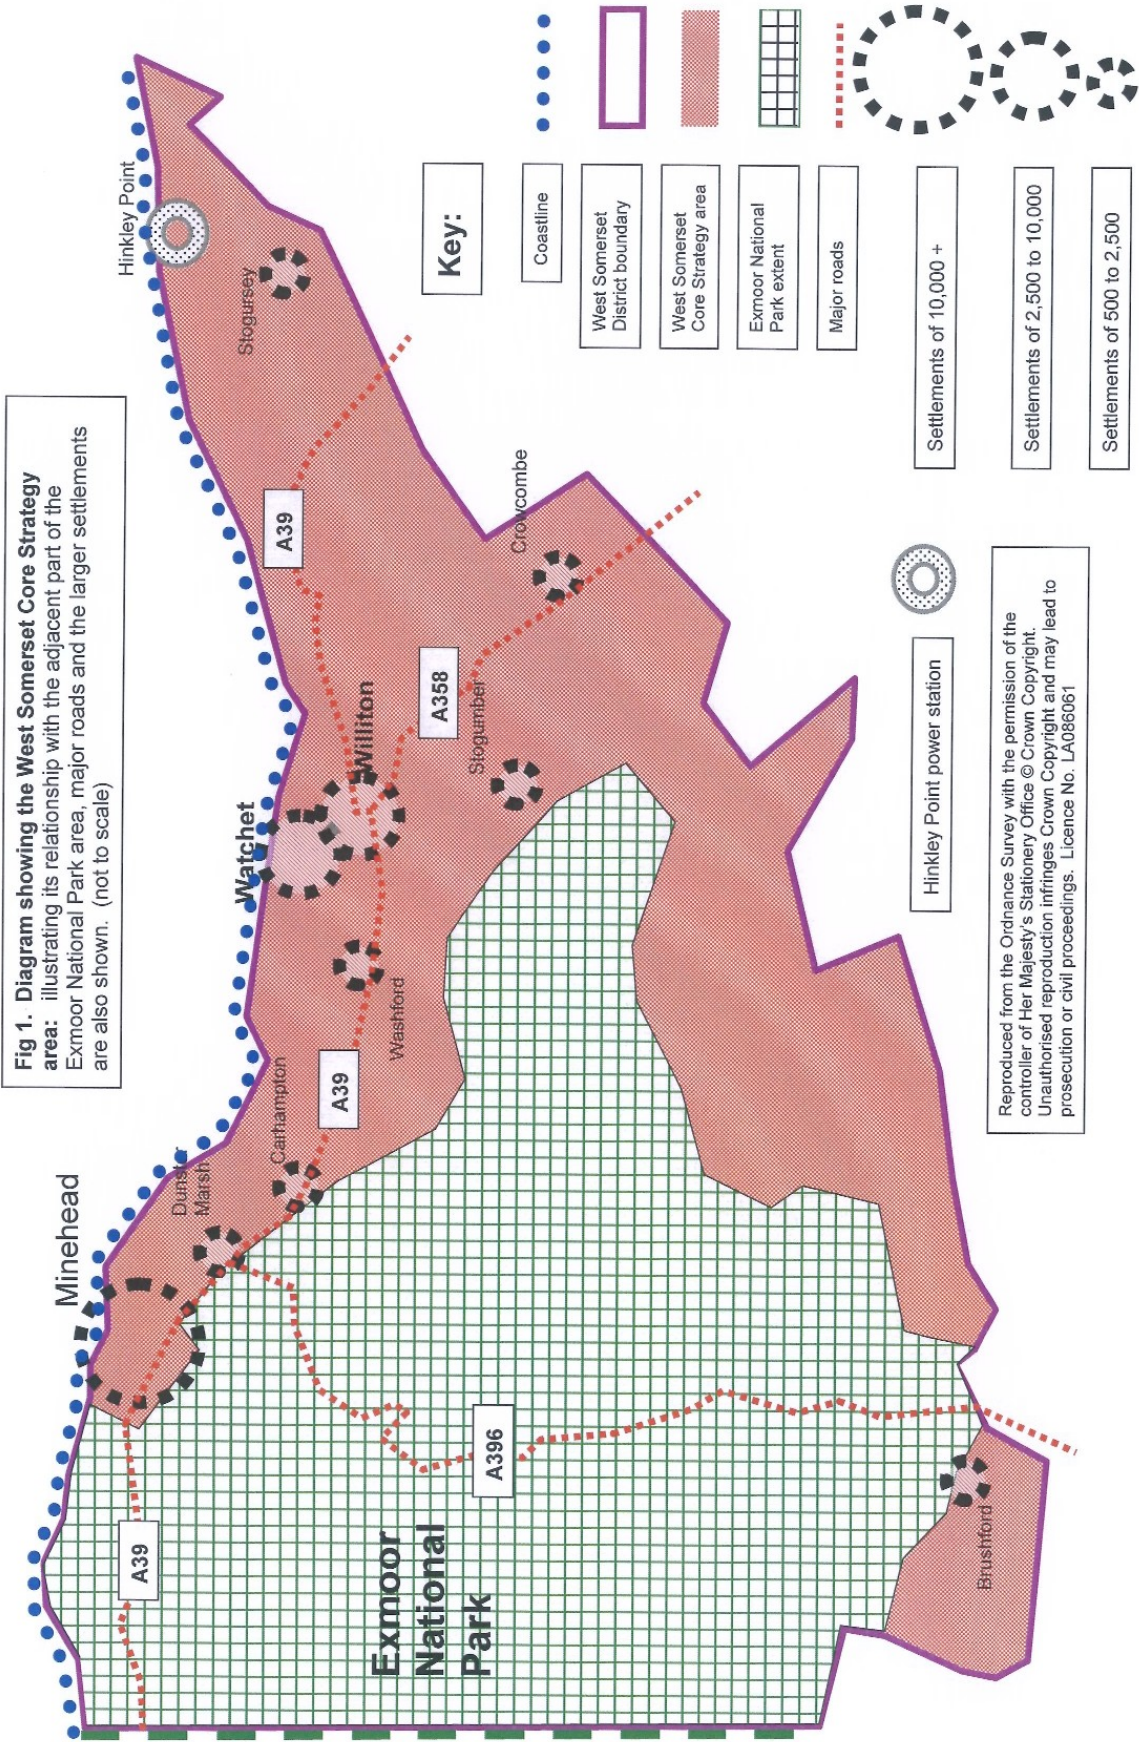 Fig 1. Diagram showing the West Somerset Core Strategy
area: illustrating its relationship with the adjacent part of the
Exmoor National Park area, major roads and the larger settlements
are also shown. (not to scale)
Minehead
Dunster
Marsh
Carhampton
Watchet
Williton
Washford
Stogumber
Crowcombe
Stogursey
Hinkley Point
Brushford
A39
A39
A39
A358
A396
Exmoor
National
Park
Key:
Coastline
West Somerset
District boundary
West Somerset
Core Strategy area
Exmoor National
Park extent
Major roads
Settlements of 10,000 +
Settlements of 2,500 to 10,000
Settlements of 500 to 2,500
Hinkley Point power station
Reproduced from the Ordnance Survey with the permission of the
controller of Her Majesty's Stationery Office © Crown Copyright.
Unauthorised reproduction infringes Crown Copyright and may lead to
prosecution or civil proceedings. Licence No. LA086061